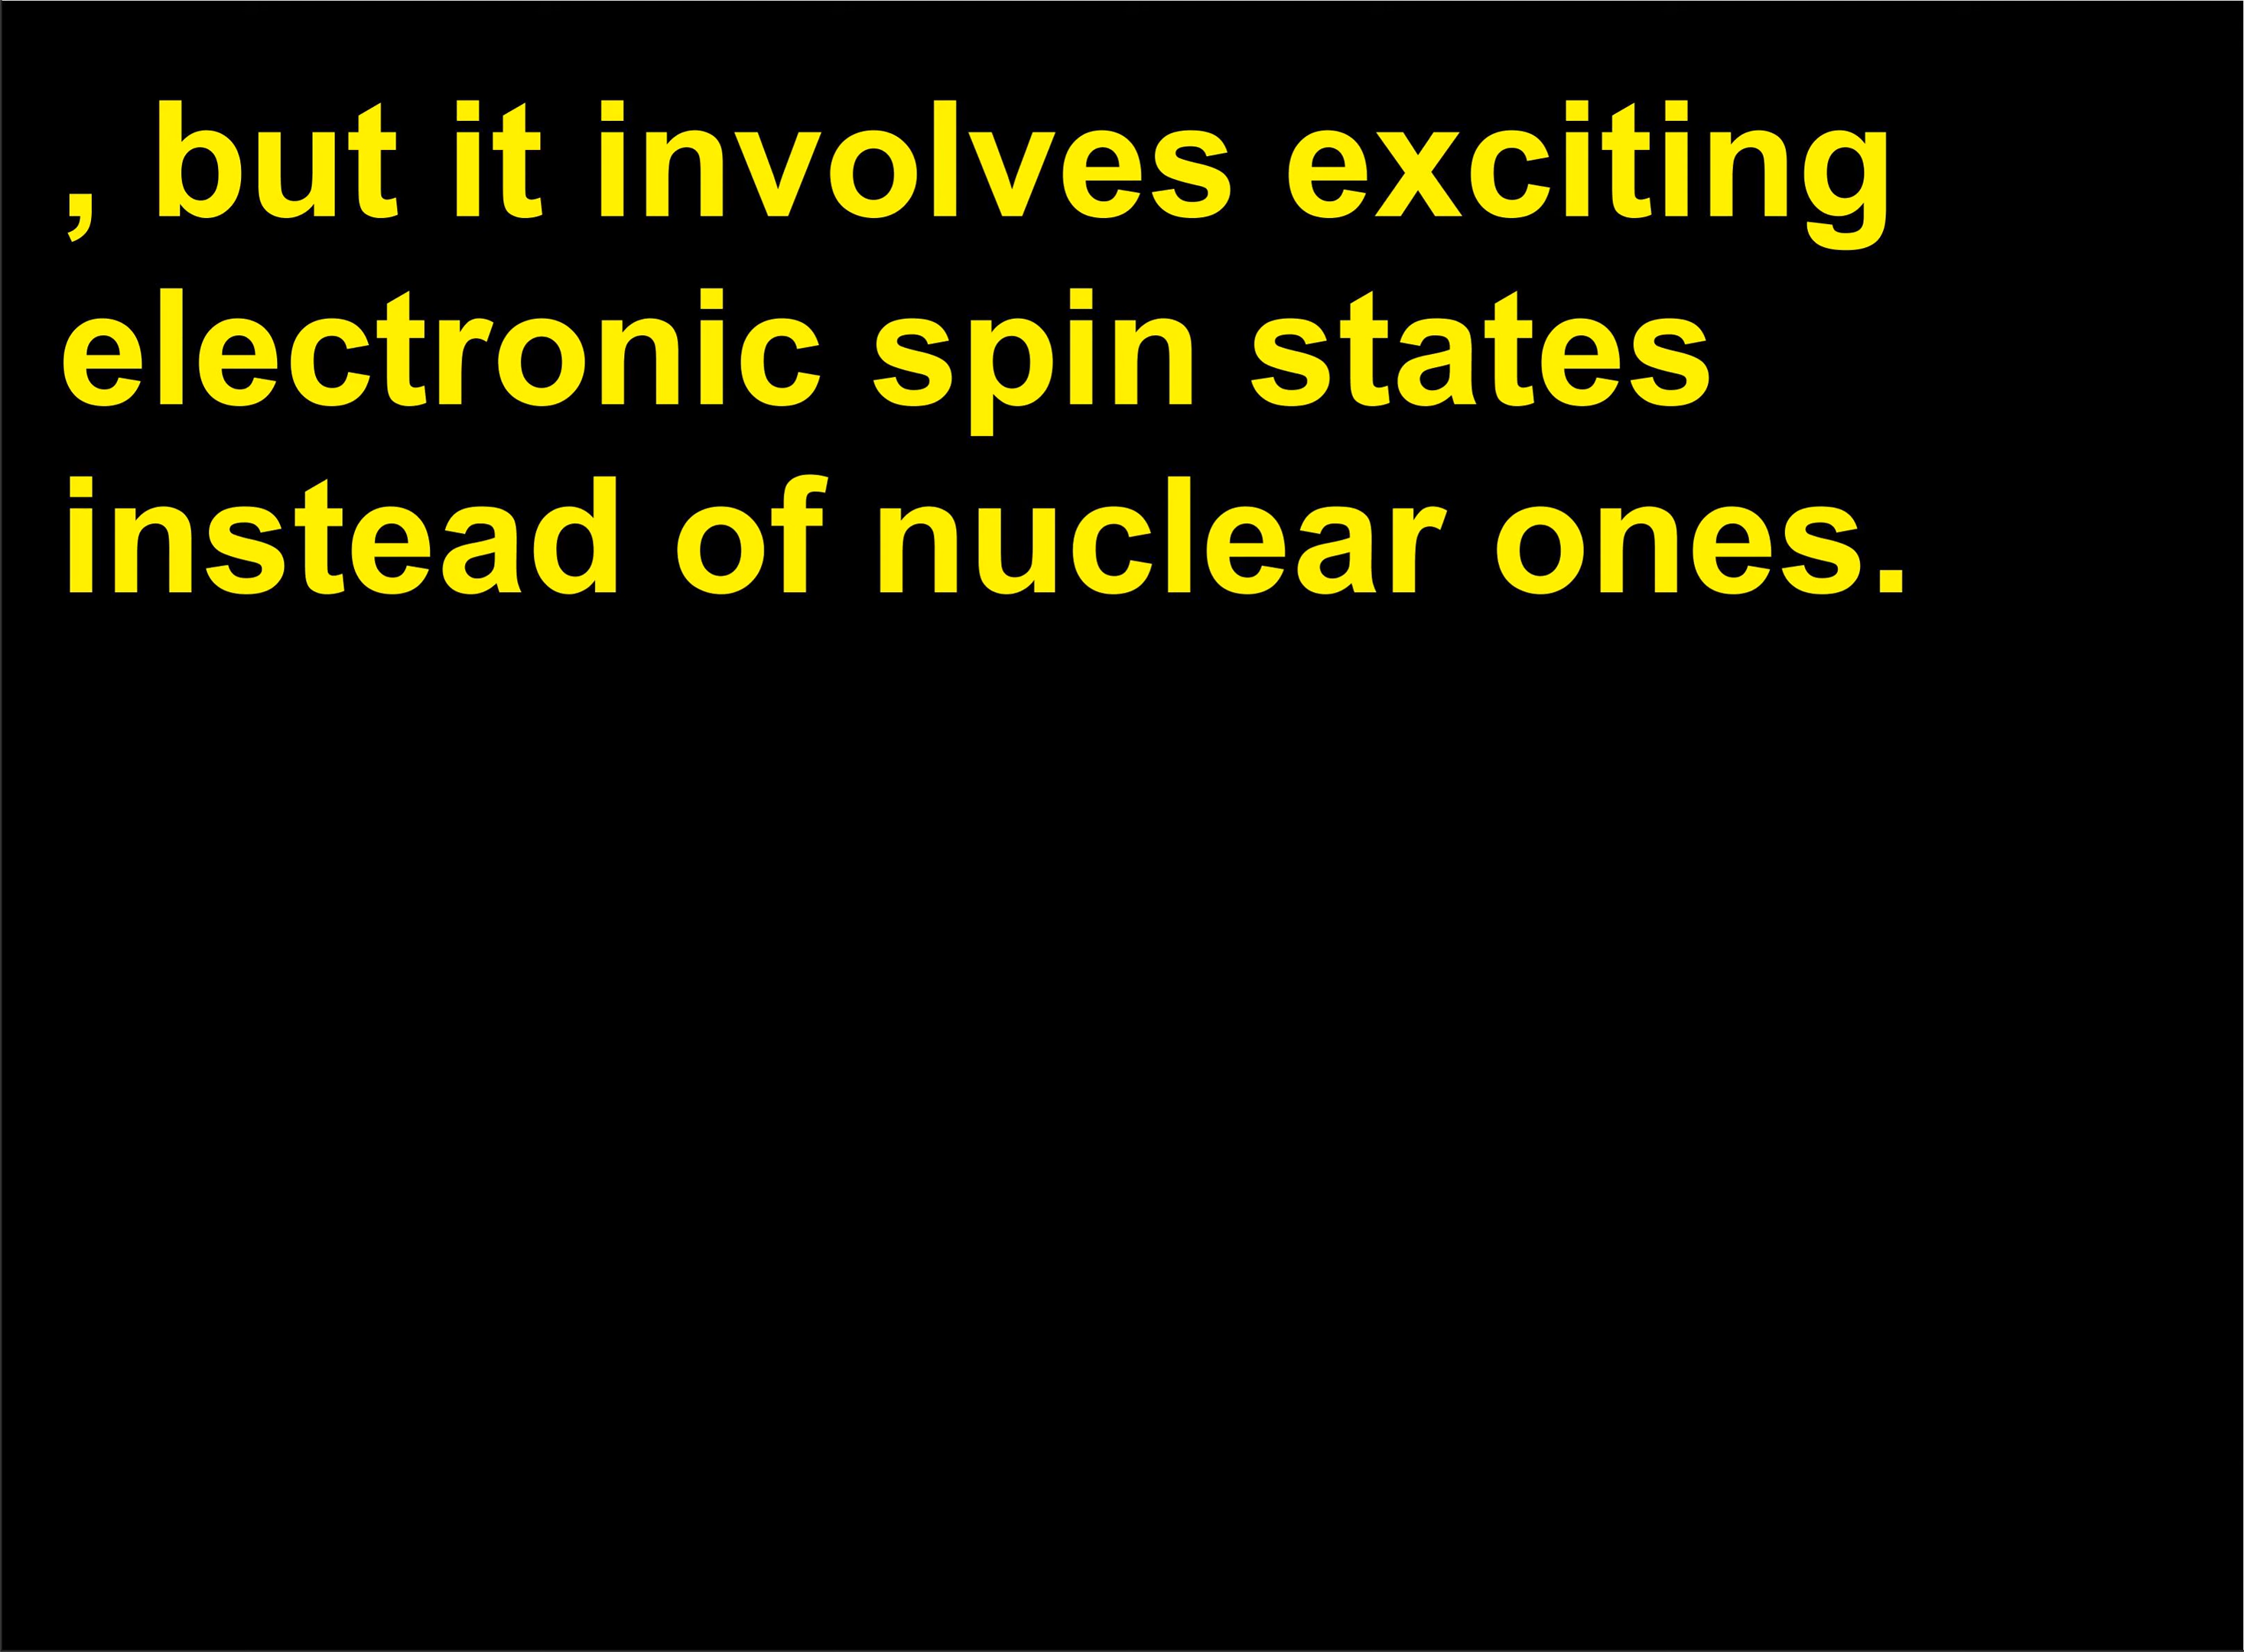 , but it involves exciting
electronic spin states
instead of nuclear ones.